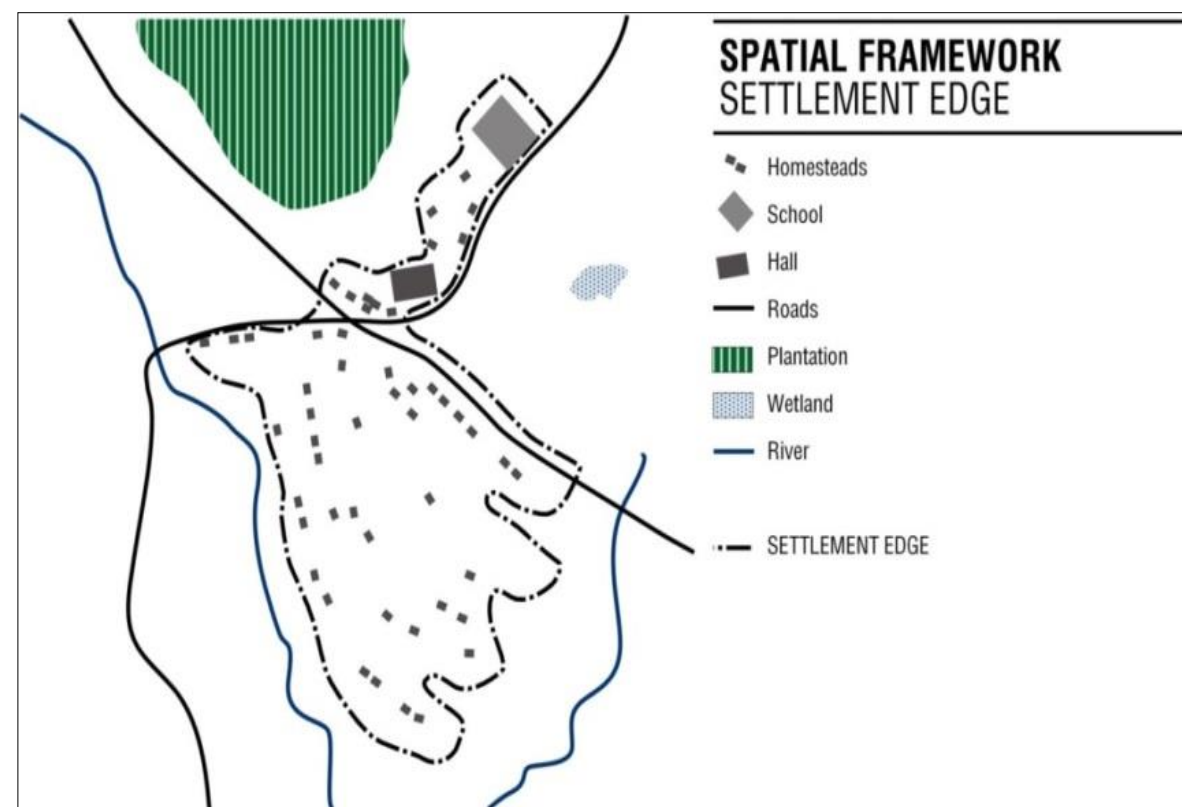 SPATIAL FRAMEWORK
SETTLEMENT EDGE
Homesteads
School
Hall
Roads
Plantation
Wetland
River
SETTLEMENT EDGE